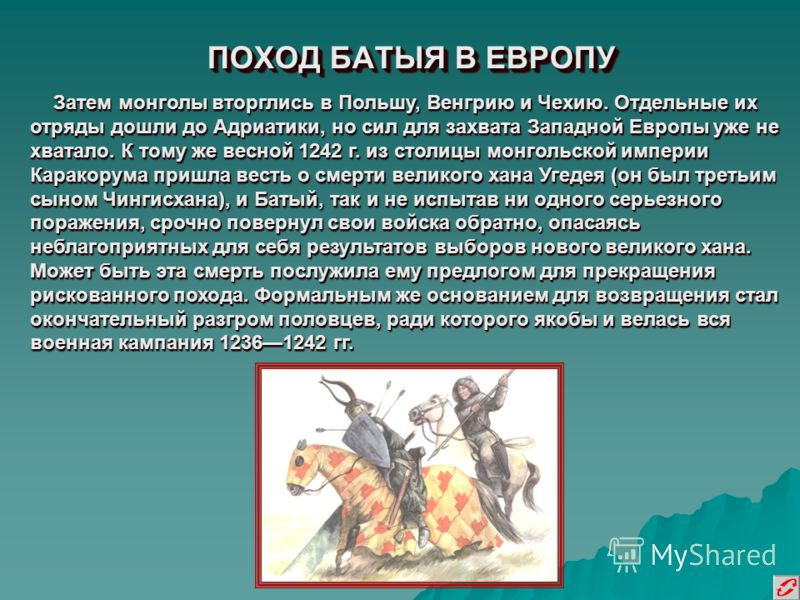 ПОХОД БАТЫЯ В ЕВРОПУ
Затем монголы вторглись в Польшу, Венгрию и Чехию. Отдельные их
отряды дошли до Адриатики, но сил для захвата Западной Европы уже не
хватало. К тому же весной 1242 г. из столицы монгольской империи
Каракорума пришла весть о смерти великого хана Угедея (он был третьим
сыном Чингисхана), и Батый, так и не испытав ни одного серьезного
поражения, срочно повернул свои войска обратно, опасаясь
неблагоприятных для себя результатов выборов нового великого хана.
Может быть эта смерть послужила ему предлогом для прекращения
рискованного похода. Формальным же основанием для возвращения стал
окончательный разгром половцев, ради которого якобы и велась вся
военная кампания 1236—1242 гг.
MyShared